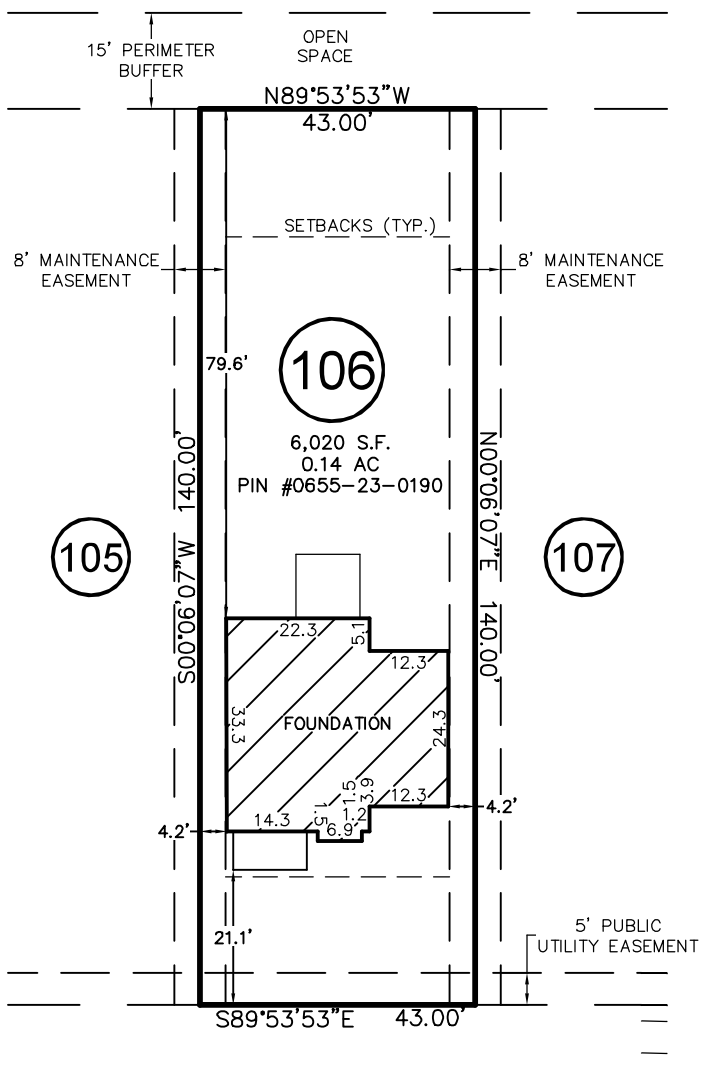 OPEN
SPACE
15' PERIMETER
BUFFER
N89°53'53"W
43.00'
SETBACKS (TYP.)
8' MAINTENANCE
EASEMENT
8' MAINTENANCE
EASEMENT
79.6'
106
6,020 S.F.
0.14 AC
PIN #0655-23-0190
S00°06'07"W 140.00'
N00°06'07"E 140.00'
105
107
22.3
5.1
12.3
33.3
FOUNDATION
24.3
14.3
1.5
6.9
1.2
1.5
3.9
12.3
4.2'
4.2'
21.1'
5' PUBLIC
UTILITY EASEMENT
S89°53'53"E 43.00'